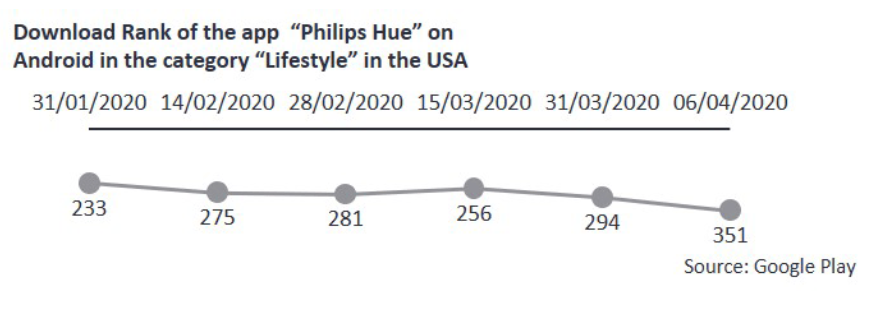 Download Rank of the app “Philips Hue” on
Android in the category “Lifestyle” in the USA
31/01/2020 14/02/2020 28/02/2020 15/03/2020 31/03/2020 06/04/2020
233 275 281 256 294 351
Source: Google Play